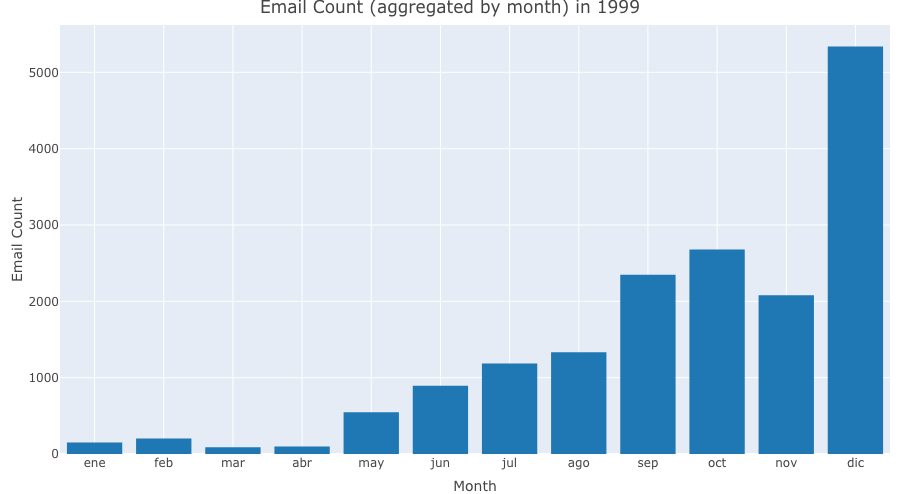 Email Count (aggregated by month) in 1999
5000
4000
3000
2000
1000
0
Email Count
ene feb mar abr may jun jul ago sep oct nov dic
Month